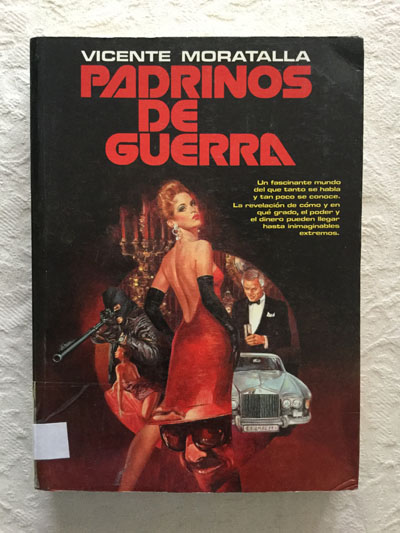 VICENTE MORATALLA
PADRINOS
DE
GUERRA
Un fascinante mundo
del que tanto se habla
y tan poco se conoce.
La revelación de cómo y en
qué grado, el poder y
el dinero pueden llegar
hasta inimaginables
extremos.